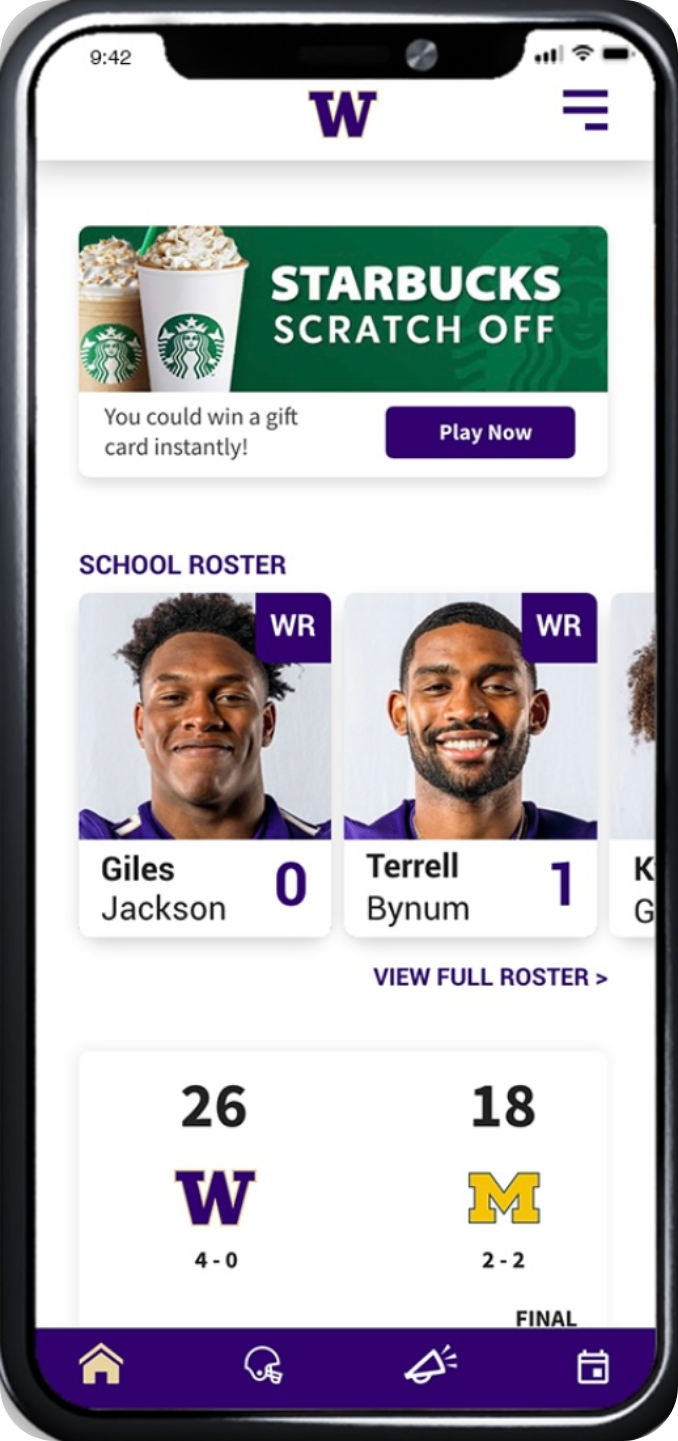 9:42
W
STARBUCKS
SCRATCH OFF
You could win a gift
card instantly!
Play Now
SCHOOL ROSTER
WR
WR
Giles
Jackson
0
Terrell
Bynum
1
K
G
VIEW FULL ROSTER >
26
18
W
M
4 - 0
2 - 2
FINAL